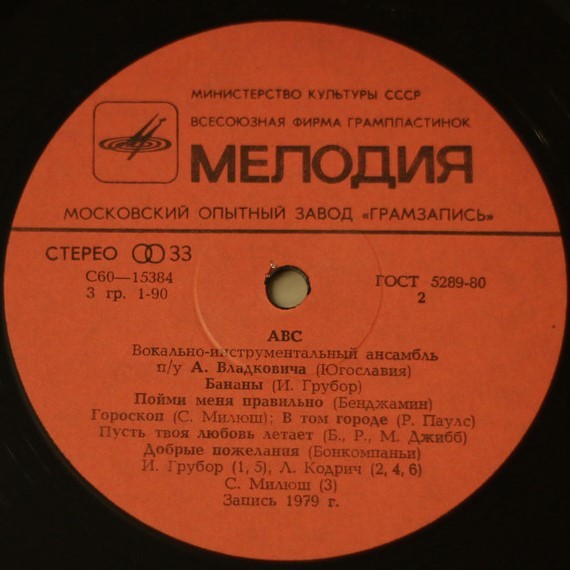 МИНИСТЕРСТВО КУЛЬТУРЫ СССР
ВСЕСОЮЗНАЯ ФИРМА ГРАМПЛАСТИНОК
МЕЛОДИЯ
МОСКОВСКИЙ ОПЫТНЫЙ ЗАВОД «ГРАМЗАПИСЬ»
СТЕРЕО 33
С60—15384
3 гр. 1-90
ГОСТ 5289-80
2
АВС
Вокально-инструментальный ансамбль
п/у А. Владковича (Югославия)
Бананы (И. Грубор)
Пойми меня правильно (Бенджамин)
Гороскоп (С. Милюш); В том городе (Р. Паулс)
Пусть твоя любовь летает (Б., Р., М. Джибб)
Добрые пожелания (Бонкомпаньи)
И. Грубор (1, 5), Л. Кодрич (2, 4, 6)
С. Милюш (3)
Запись 1979 г.